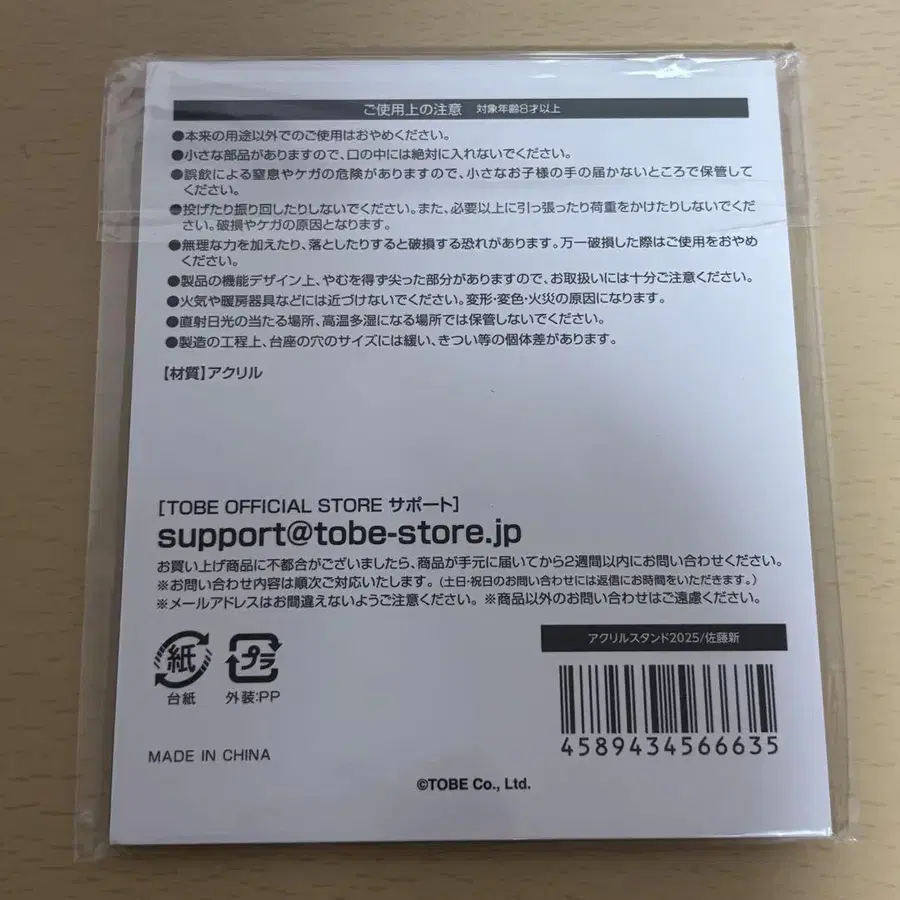 ご使用上の注意 対象年齢8才以上
●本来の用途以外でのご使用はおやめください。
●小さな部品がありますので、口の中には絶対に入れないでください。
●誤飲による窒息やケガの危険がありますので、小さなお子様の手の届かないところで保管して
ください。
●投げたり振り回したりしないでください。また、必要以上に引っ張ったり荷重をかけたりしないでくだ
さい。破損やケガの原因となります。
●無理な力を加えたり、落としたりすると破損する恐れがあります。万一破損した際はご使用をおやめ
ください。
●製品の機能デザイン上、やむを得ず尖った部分がありますので、お取扱いには十分ご注意ください。
●火気や暖房器具などには近づけないでください。変形・変色・火災の原因になります。
●直射日光の当たる場所、高温多湿になる場所では保管しないでください。
●製造の工程上、台座の穴のサイズには緩い、きつい等の個体差があります。
【材質】アクリル
[TOBE OFFICIAL STORE サポート]
support@tobe-store.jp
お買い上げ商品に不都合がございましたら、商品が手元に届いてから2週間以内にお問い合わせください。
※お問い合わせ内容は順次ご対応いたします。(土日・祝日のお問い合わせには返信にお時間をいただきます。)
※メールアドレスはお間違えないようご注意ください。※商品以外のお問い合わせはご遠慮ください。
紙
台紙
プラ
外装:PP
アクリルスタンド2025/佐藤新
4589434566635
MADE IN CHINA
©TOBE Co., Ltd.